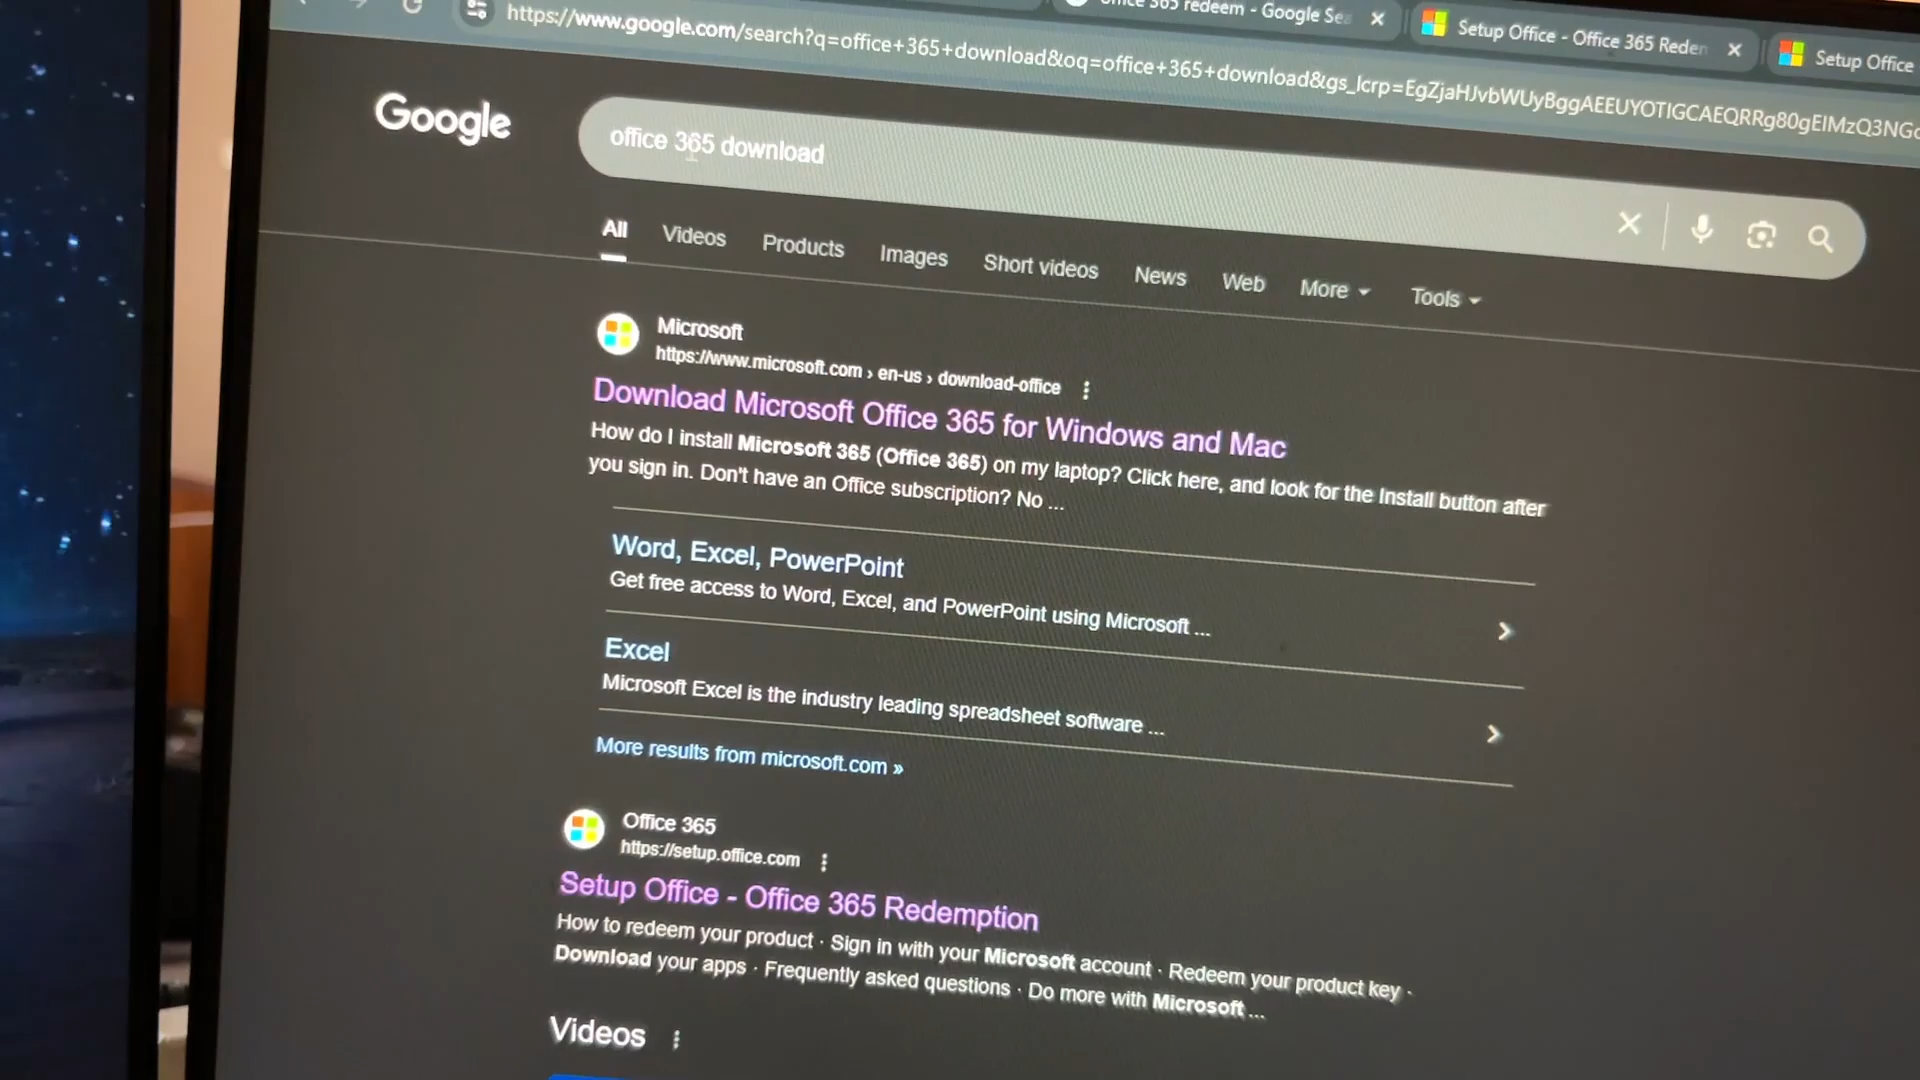 365 redeem - Google Sea
Setup Office - Office 365 Reden
Setup Office
https://www.google.com/search?q=office+365+download&oq=office+365+download&gs_lcrp=EgZjaHJvbWUyBggAEEUYOTIGCAEQRRg80gEIMzQ3NGo
Google
office 365 download
All
Videos
Products
Images
Short videos
News
Web
More
Tools
Microsoft
https://www.microsoft.com › en-us › download-office
Download Microsoft Office 365 for Windows and Mac
How do I install Microsoft 365 (Office 365) on my laptop? Click here, and look for the Install button after
you sign in. Don't have an Office subscription? No ...
Word, Excel, PowerPoint
Get free access to Word, Excel, and PowerPoint using Microsoft ...
Excel
Microsoft Excel is the industry leading spreadsheet software ...
More results from microsoft.com »
Office 365
https://setup.office.com
Setup Office - Office 365 Redemption
How to redeem your product · Sign in with your Microsoft account · Redeem your product key ·
Download your apps · Frequently asked questions · Do more with Microsoft ...
Videos